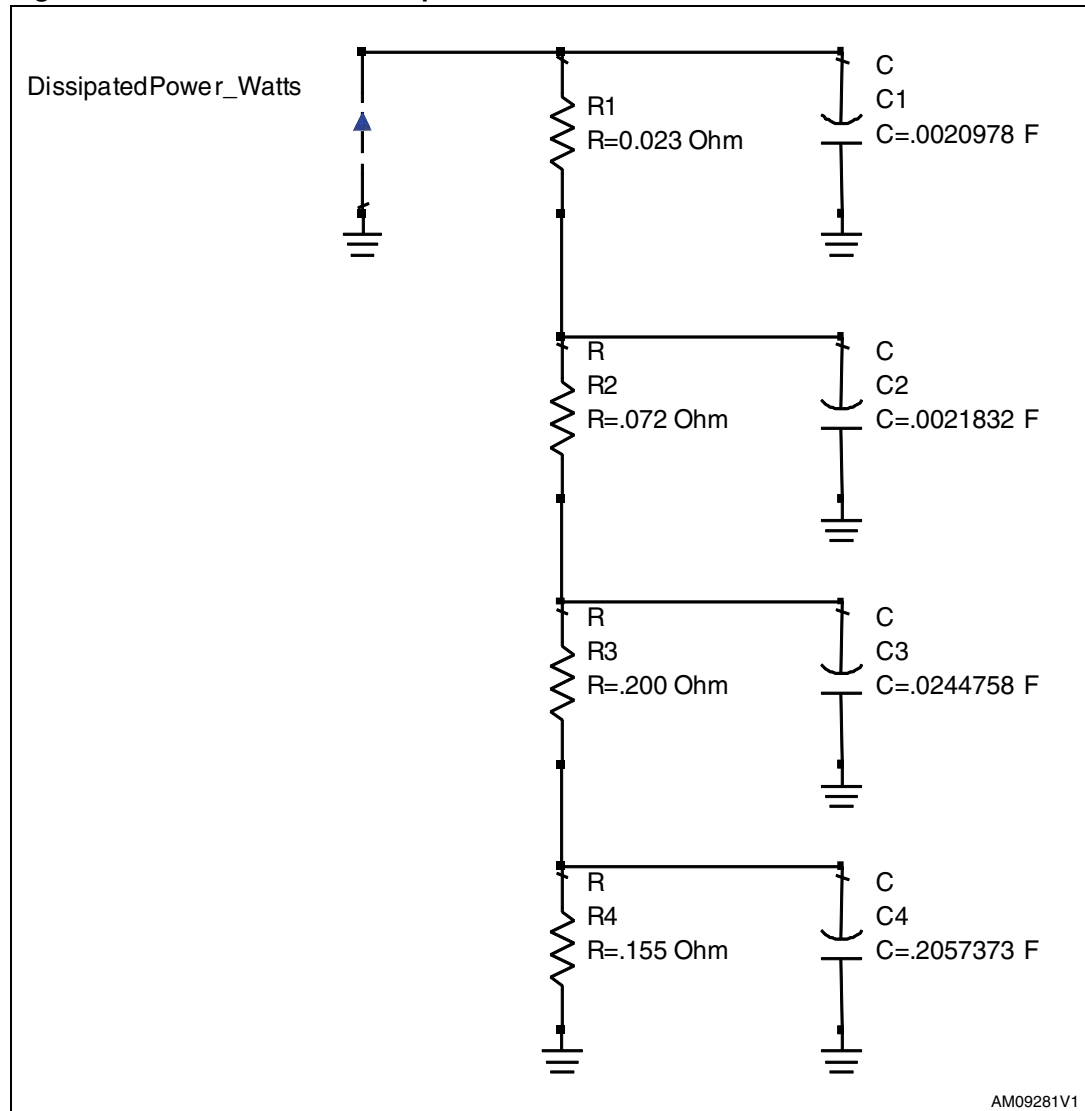 DissipatedPower_Watts
R1
R=0.023 Ohm
C
C1
C=.0020978 F
R
R2
R=.072 Ohm
C
C2
C=.0021832 F
R
R3
R=.200 Ohm
C
C3
C=.0244758 F
R
R4
R=.155 Ohm
C
C4
C=.2057373 F
AM09281V1